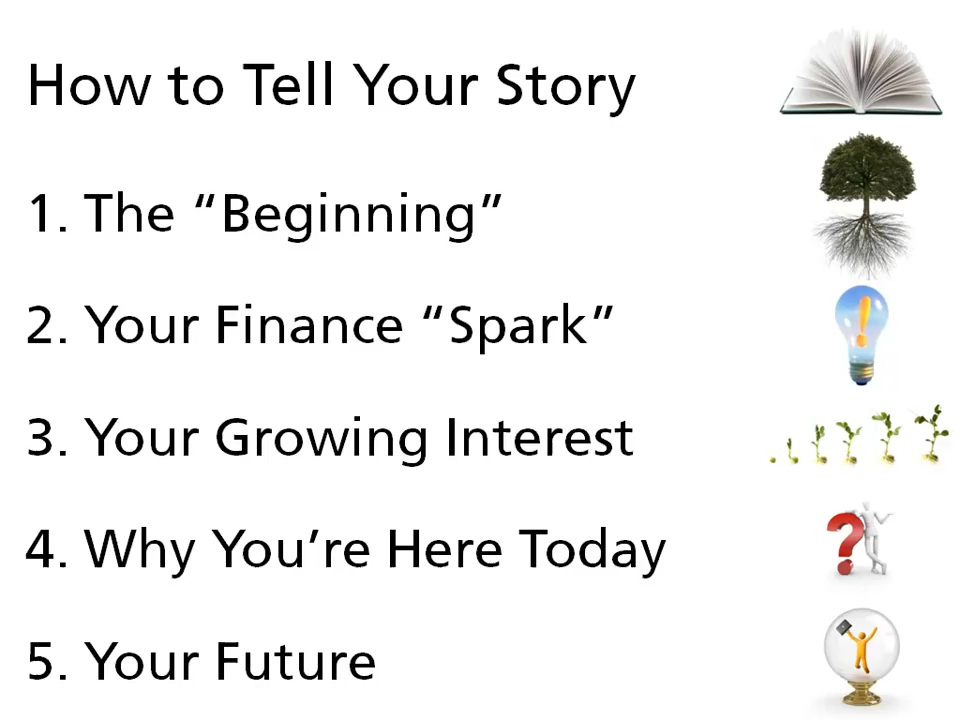 How to Tell Your Story
1. The “Beginning”
2. Your Finance “Spark”
3. Your Growing Interest
4. Why You’re Here Today
5. Your Future